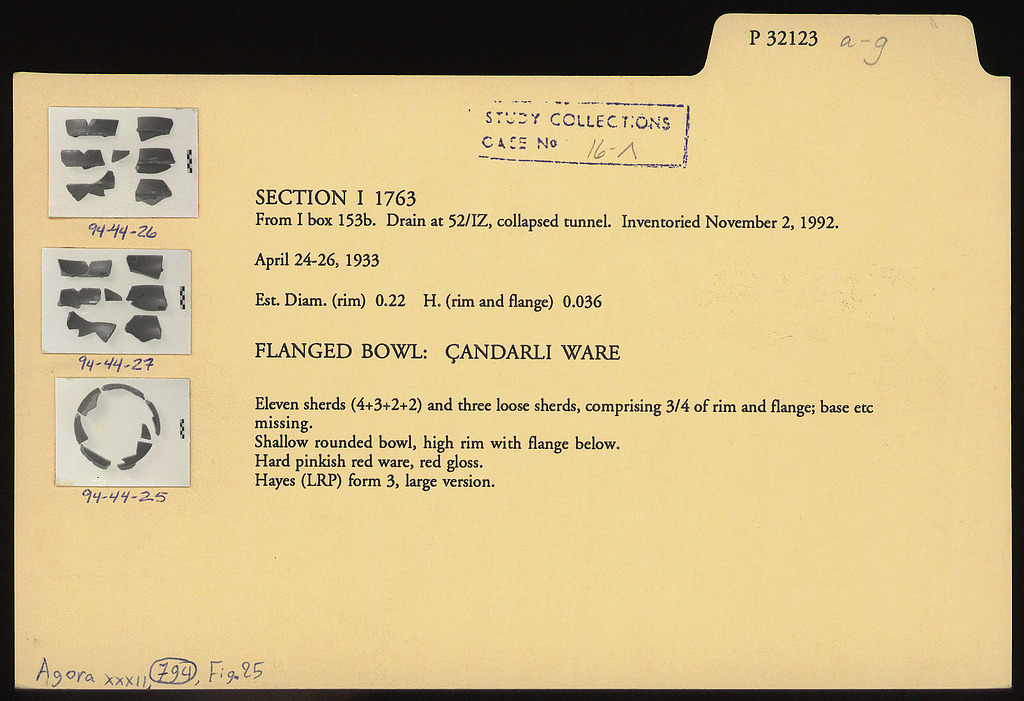 P 32123 a-g
STUDY COLLECTIONS
CASE No 16-Λ
SECTION I 1763
From I box 153b. Drain at 52/IZ, collapsed tunnel. Inventoried November 2, 1992.
94-44-26
April 24-26, 1933
Est. Diam. (rim) 0.22 H. (rim and flange) 0.036
94-44-27
FLANGED BOWL: ÇANDARLI WARE
Eleven sherds (4+3+2+2) and three loose sherds, comprising 3/4 of rim and flange; base etc
missing.
Shallow rounded bowl, high rim with flange below.
Hard pinkish red ware, red gloss.
Hayes (LRP) form 3, large version.
94-44-25
Agora XXXII, 794, Fig. 25